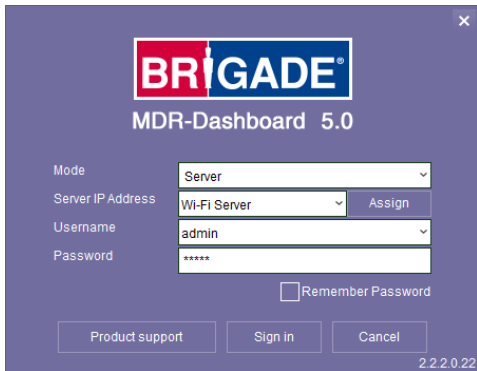 ×
BRIGADE®
MDR-Dashboard 5.0
Mode Server
Server IP Address Wi-Fi Server Assign
Username admin
Password *****
Remember Password
Product support Sign in Cancel
2.2.2.0.22